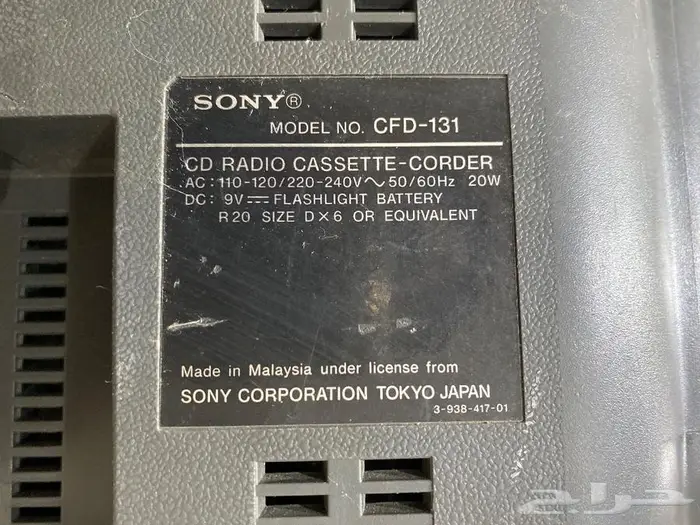 SONY®
MODEL NO. CFD-131
CD RADIO CASSETTE-CORDER
AC: 110-120/220-240V ∿ 50/60Hz 20W
DC: 9V ⎓ FLASHLIGHT BATTERY
R20 SIZE D×6 OR EQUIVALENT
Made in Malaysia under license from
SONY CORPORATION TOKYO JAPAN
3-938-417-01
حراج